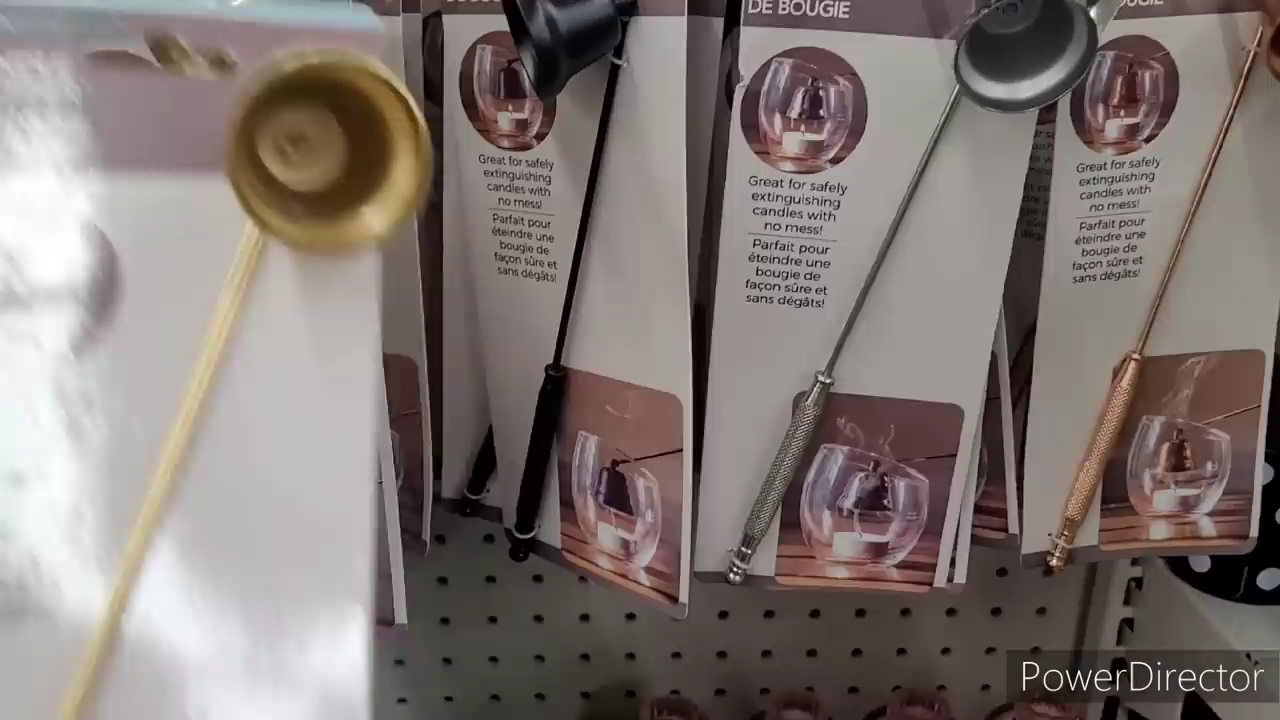 DE BOUGIE
Great for safely
extinguishing
candles with
no mess!
Parfait pour
éteindre une
bougie de
façon sûre et
sans dégâts!
Great for safely
extinguishing
candles with
no mess!
Parfait pour
éteindre une
bougie de
façon sûre et
sans dégâts!
Great for safely
extinguishing
candles with
no mess!
Parfait pour
éteindre une
bougie de
façon sûre et
sans dégâts!
PowerDirector